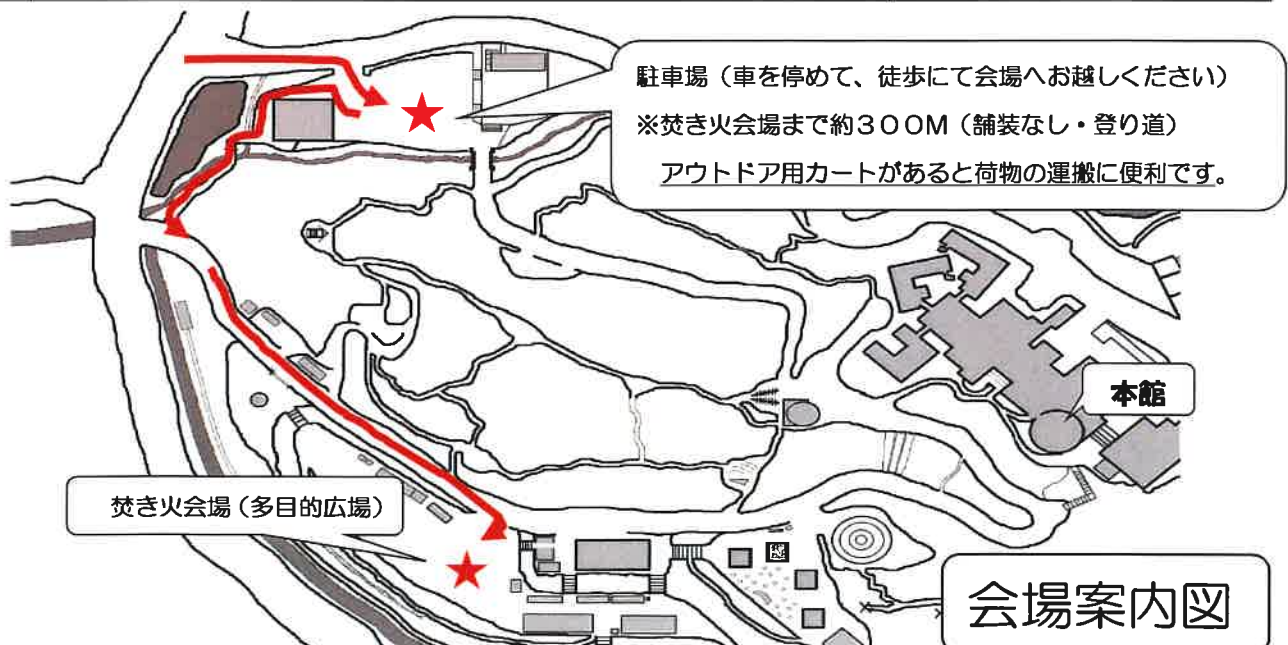 駐車場（車を停めて、徒歩にて会場へお越しください）
※焚き火会場まで約３００Ｍ（舗装なし・登り道）
アウトドア用カートがあると荷物の運搬に便利です。
本館
焚き火会場（多目的広場）
会場案内図